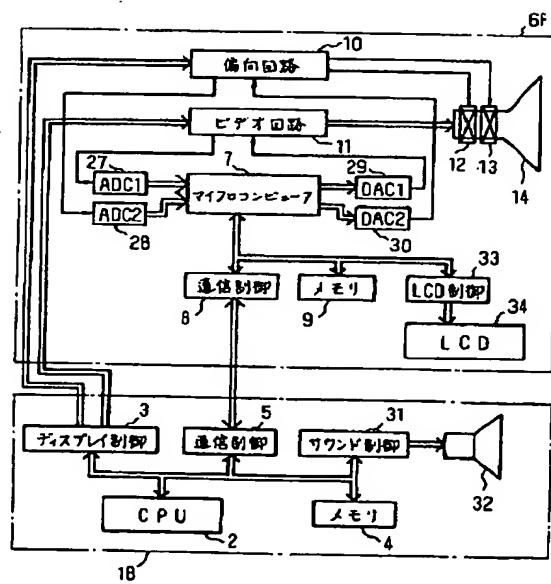 6F
10
偏向回路
ビデオ回路
11
12
13
14
27
ADC1
7
マイクロコンピュータ
29
DAC1
ADC2
28
DAC2
30
33
通信制御
8
メモリ
9
LCD制御
34
LCD
3
ディスプレイ制御
5
通信制御
31
サウンド制御
32
CPU
2
メモリ
4
1B